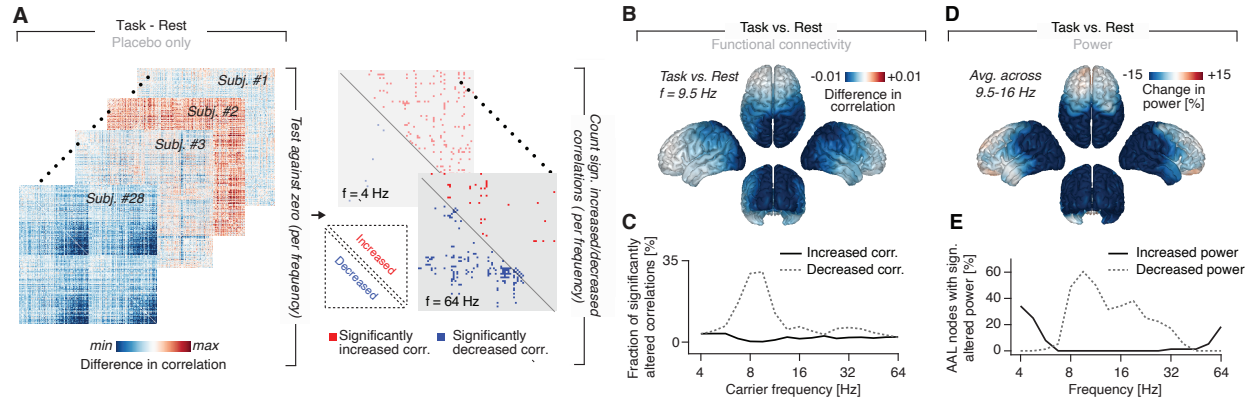 A
Task - Rest
Placebo only
Subj. #1
Subj. #2
Subj. #3
Subj. #28
min
max
Difference in correlation
Test against zero (per frequency)
f = 4 Hz
f = 64 Hz
Increased
Decreased
Significantly
increased corr.
Significantly
decreased corr.
Count sign. increased/decreased
correlations (per frequency)
B
Task vs. Rest
Functional connectivity
Task vs. Rest
f = 9.5 Hz
-0.01
+0.01
Difference in
correlation
C
Fraction of significantly
altered correlations [%]
35
0
Increased corr.
Decreased corr.
4
8
16
32
64
Carrier frequency [Hz]
D
Task vs. Rest
Power
Avg. across
9.5-16 Hz
-15
+15
Change in
power [%]
E
AAL nodes with sign.
altered power [%]
60
40
20
0
Increased power
Decreased power
4
8
16
32
64
Frequency [Hz]